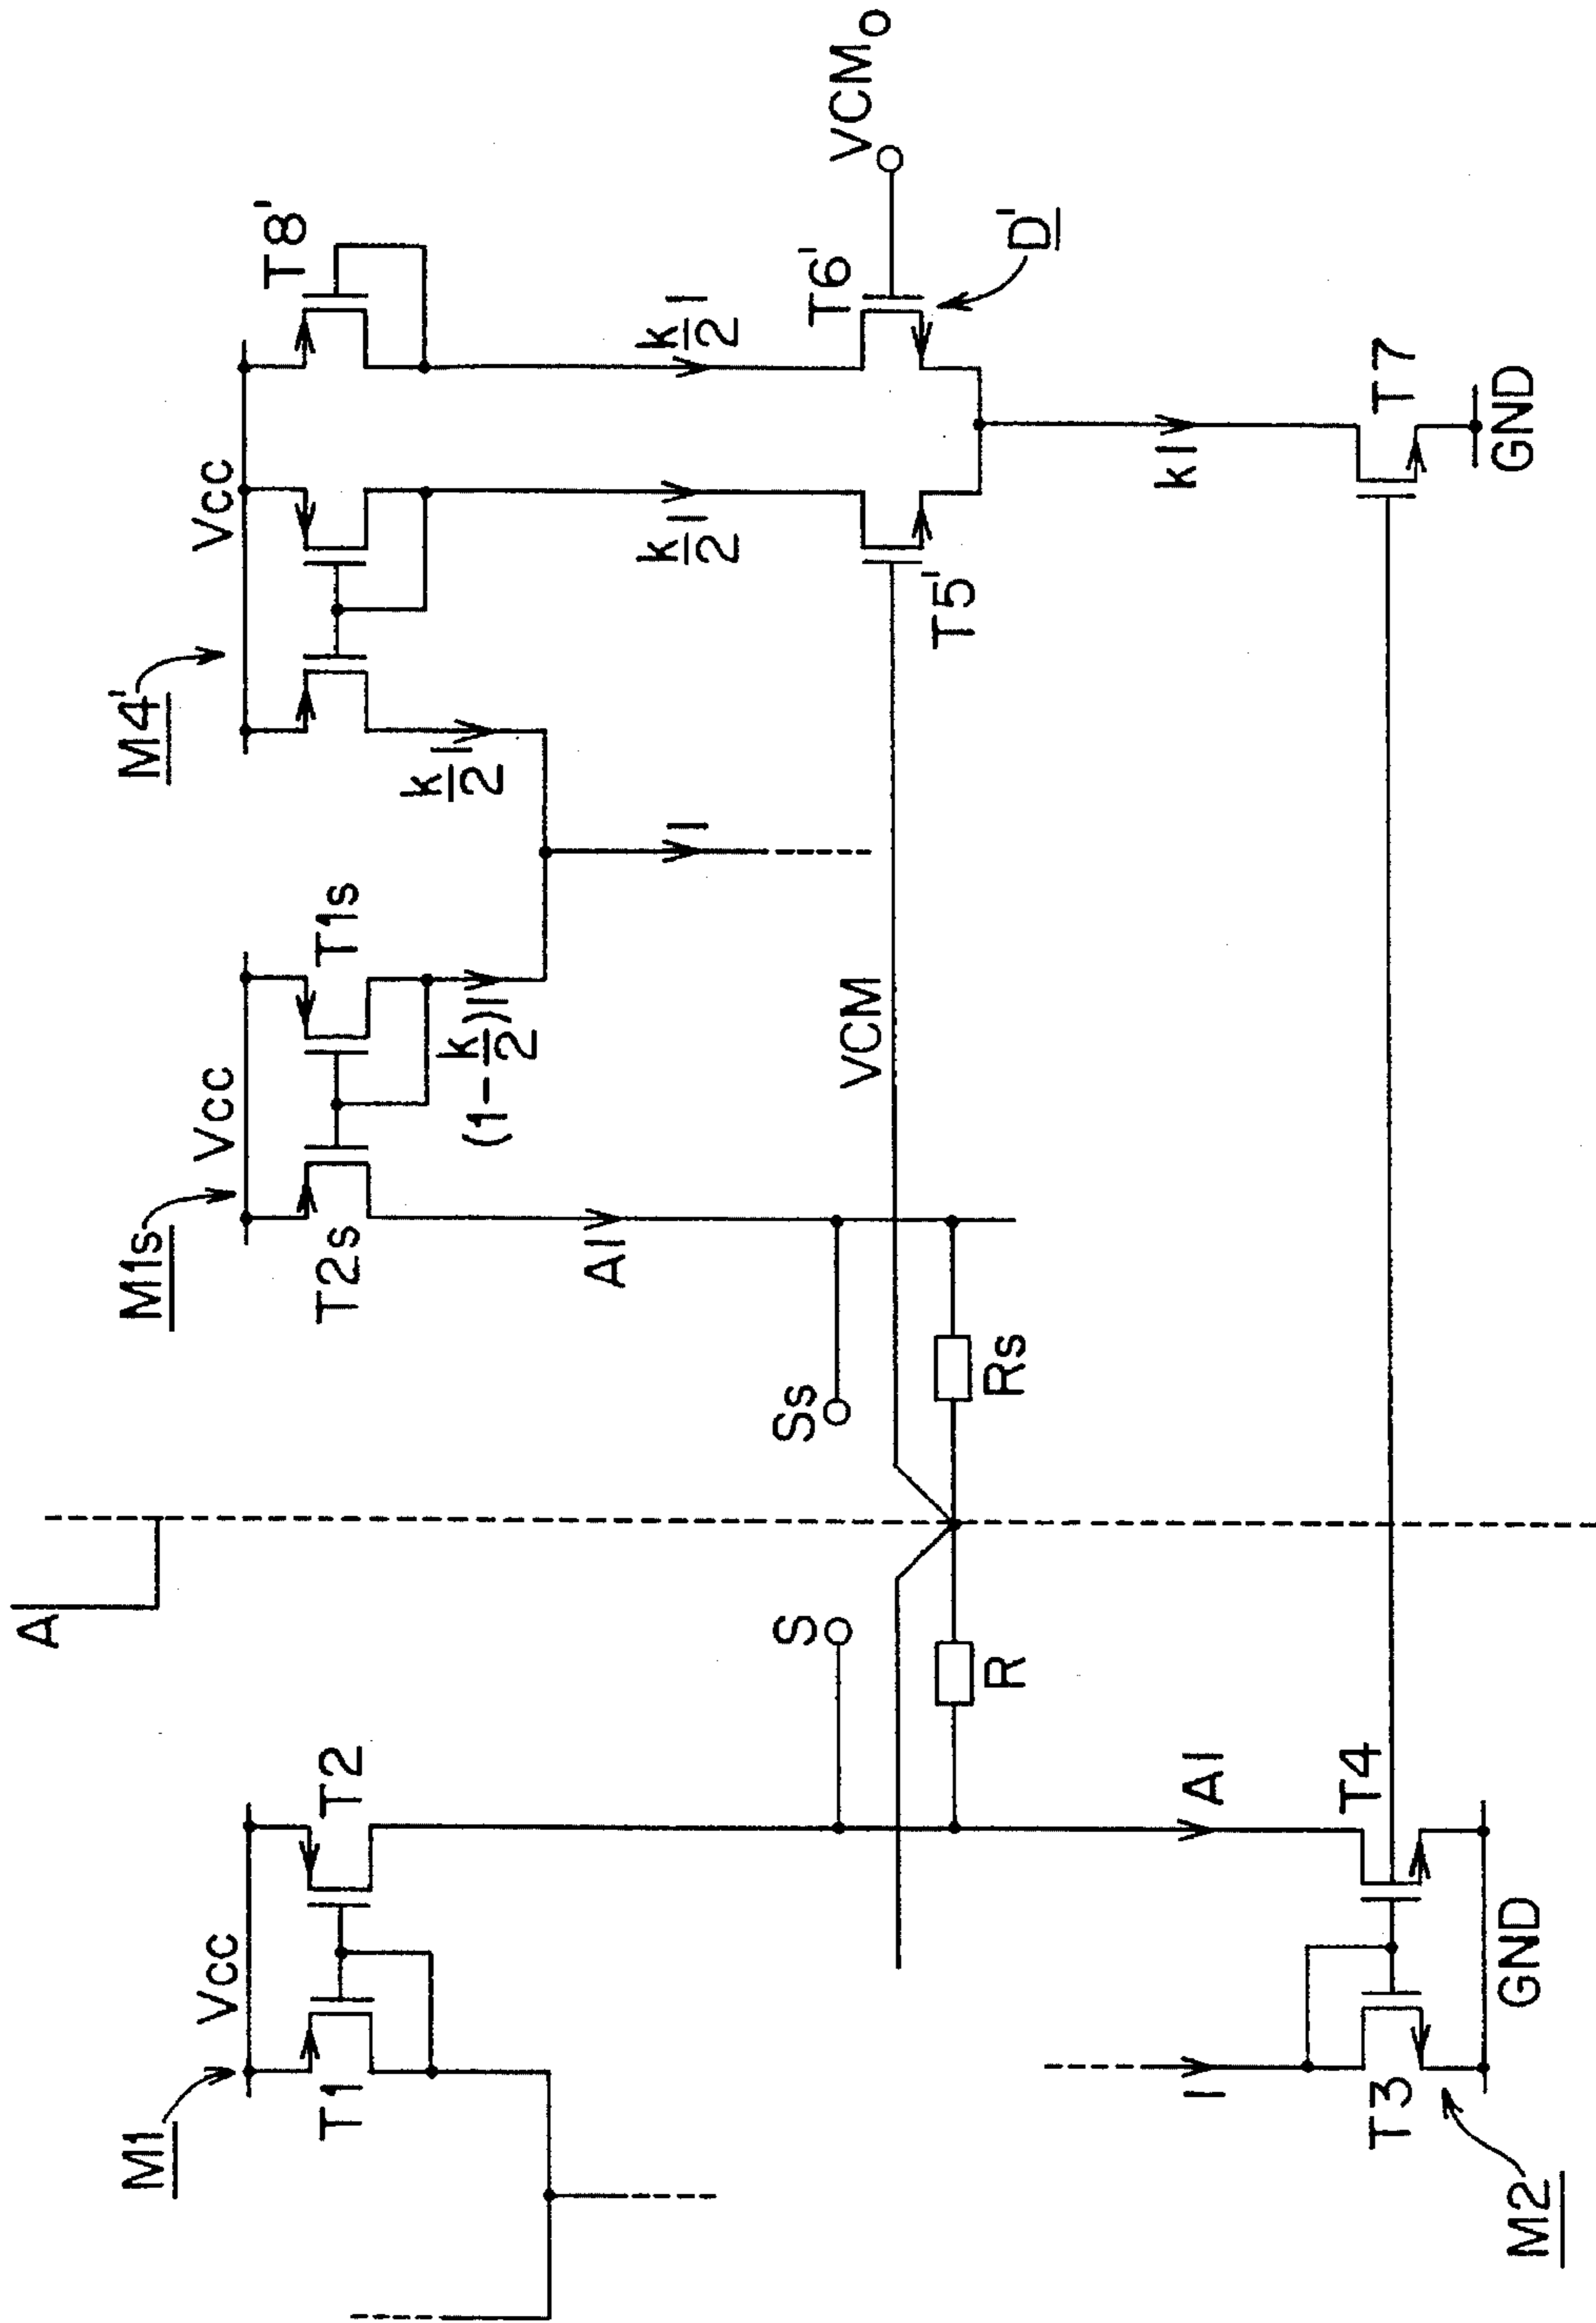 A
M1
M1s
M4'
Vcc
Vcc
Vcc
T1
T2
T2s
T1s
T8'
(1-k/2)I
k/2 I
AI
I
k/2 I
k/2 I
S
Ss
VCM
T6'
VCMo
R
Rs
T5'
D'
I
AI
kI
T3
T4
T7
M2
GND
GND